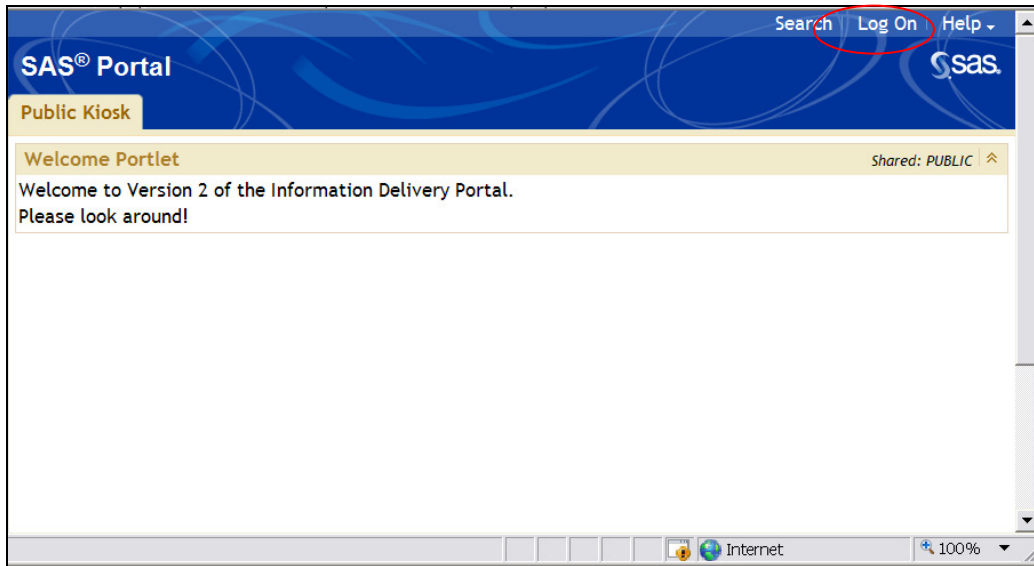 Search Log On Help
SAS® Portal
sas.
Public Kiosk
Welcome Portlet Shared: PUBLIC
Welcome to Version 2 of the Information Delivery Portal.
Please look around!
Internet 100%